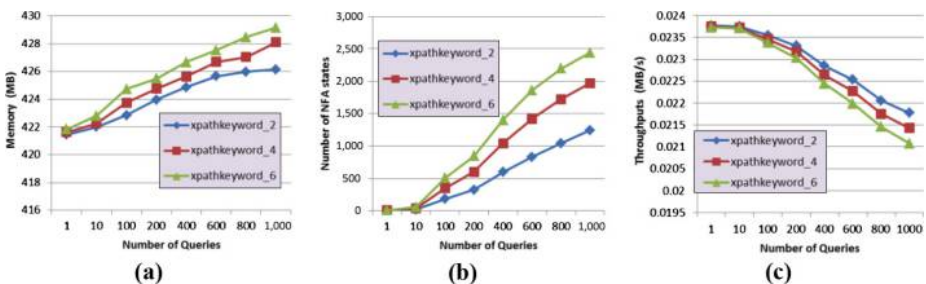 430
428
426
424
422
420
418
416
Memory (MB)
xpathkeyword_2
xpathkeyword_4
xpathkeyword_6
1 10 100 200 400 600 800 1,000
Number of Queries
(a)
3,000
2,500
2,000
1,500
1,000
500
0
Number of NFA states
xpathkeyword_2
xpathkeyword_4
xpathkeyword_6
1 10 100 200 400 600 800 1,000
Number of Queries
(b)
0.024
0.0235
0.023
0.0225
0.022
0.0215
0.021
0.0205
0.02
0.0195
Throughputs (MB/s)
xpathkeyword_2
xpathkeyword_4
xpathkeyword_6
1 10 100 200 400 600 800 1000
Number of Queries
(c)